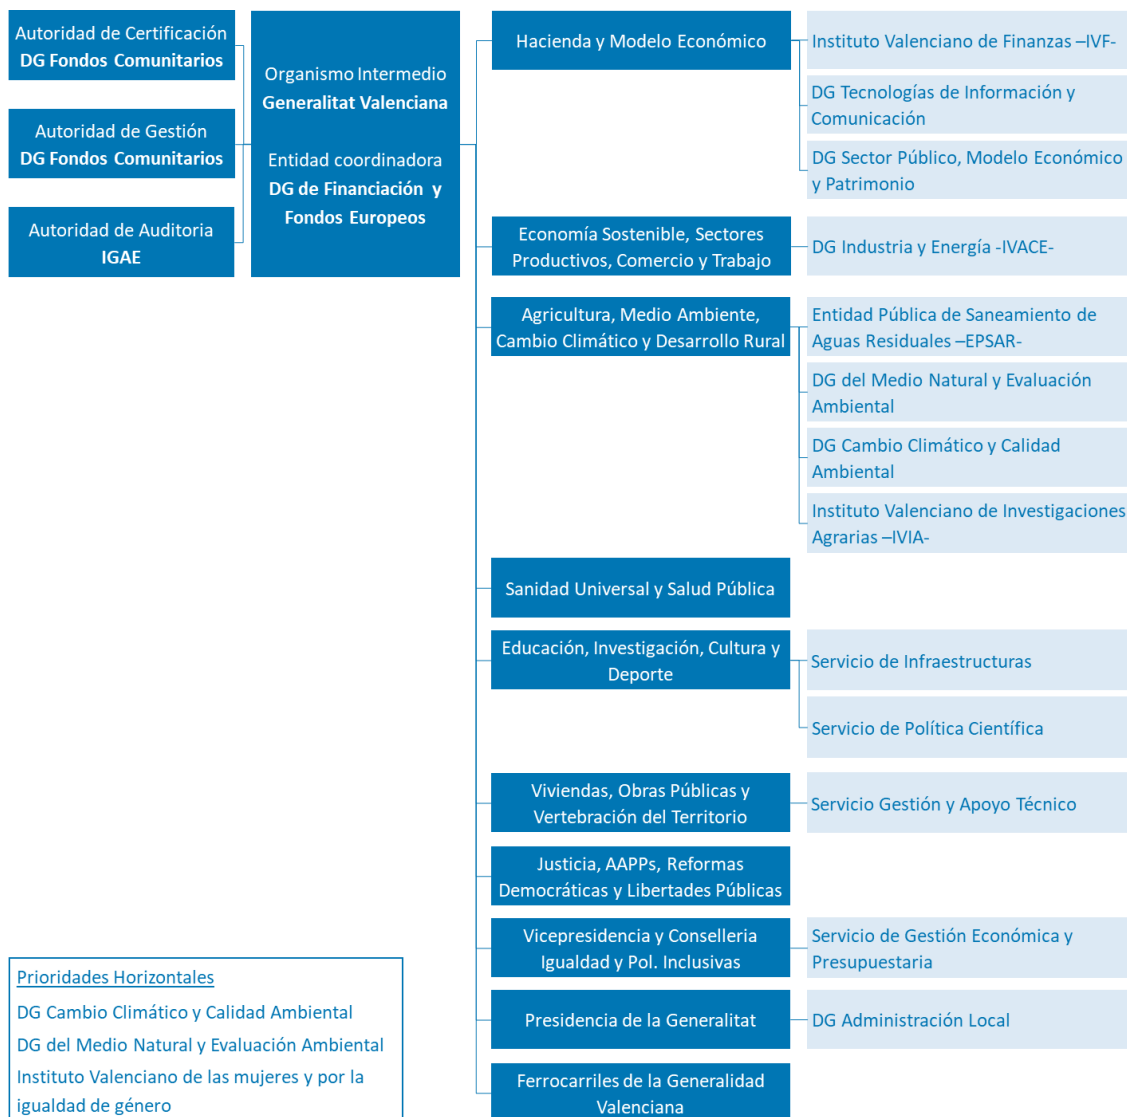 Autoridad de Certificación
DG Fondos Comunitarios
Autoridad de Gestión
DG Fondos Comunitarios
Autoridad de Auditoria
IGAE
Organismo Intermedio
Generalitat Valenciana
Entidad coordinadora
DG de Financiación y
Fondos Europeos
Hacienda y Modelo Económico
Instituto Valenciano de Finanzas –IVF-
DG Tecnologías de Información y
Comunicación
DG Sector Público, Modelo Económico
y Patrimonio
Economía Sostenible, Sectores
Productivos, Comercio y Trabajo
DG Industria y Energía -IVACE-
Agricultura, Medio Ambiente,
Cambio Climático y Desarrollo Rural
Entidad Pública de Saneamiento de
Aguas Residuales –EPSAR-
DG del Medio Natural y Evaluación
Ambiental
DG Cambio Climático y Calidad
Ambiental
Instituto Valenciano de Investigaciones
Agrarias –IVIA-
Sanidad Universal y Salud Pública
Educación, Investigación, Cultura y
Deporte
Servicio de Infraestructuras
Servicio de Política Científica
Viviendas, Obras Públicas y
Vertebración del Territorio
Servicio Gestión y Apoyo Técnico
Justicia, AAPPs, Reformas
Democráticas y Libertades Públicas
Vicepresidencia y Conselleria
Igualdad y Pol. Inclusivas
Servicio de Gestión Económica y
Presupuestaria
Presidencia de la Generalitat
DG Administración Local
Ferrocarriles de la Generalidad
Valenciana
Prioridades Horizontales
DG Cambio Climático y Calidad Ambiental
DG del Medio Natural y Evaluación Ambiental
Instituto Valenciano de las mujeres y por la
igualdad de género